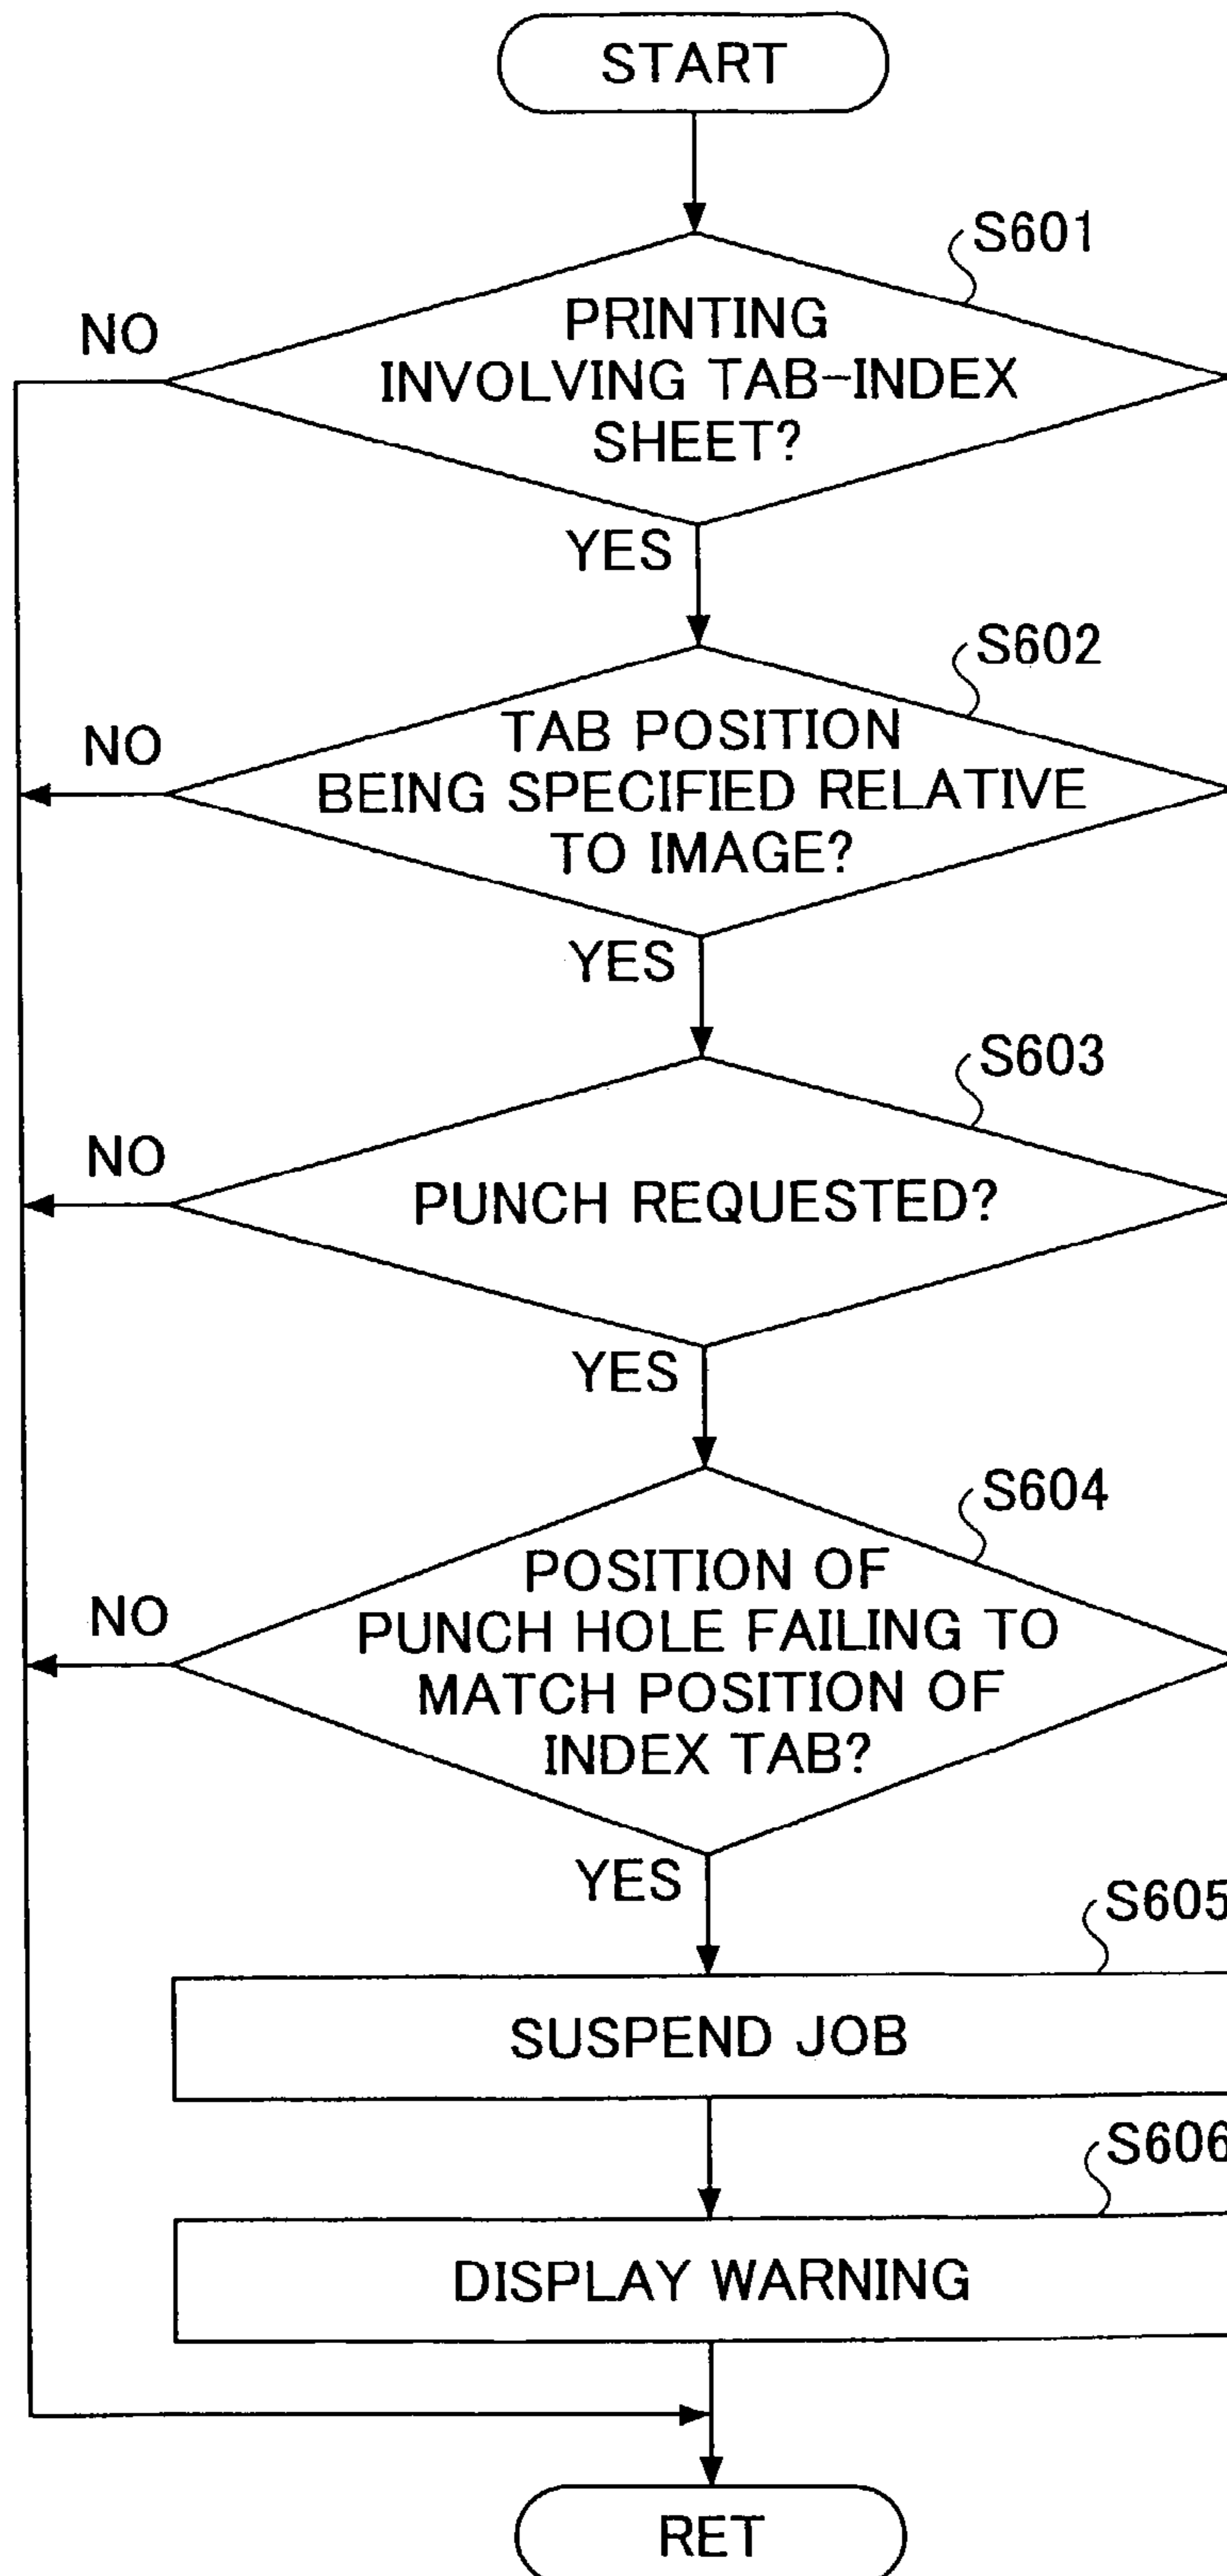 START
S601
NO
PRINTING
INVOLVING TAB-INDEX
SHEET?
YES
S602
NO
TAB POSITION
BEING SPECIFIED RELATIVE
TO IMAGE?
YES
S603
NO
PUNCH REQUESTED?
YES
S604
NO
POSITION OF
PUNCH HOLE FAILING TO
MATCH POSITION OF
INDEX TAB?
YES
S605
SUSPEND JOB
S606
DISPLAY WARNING
RET